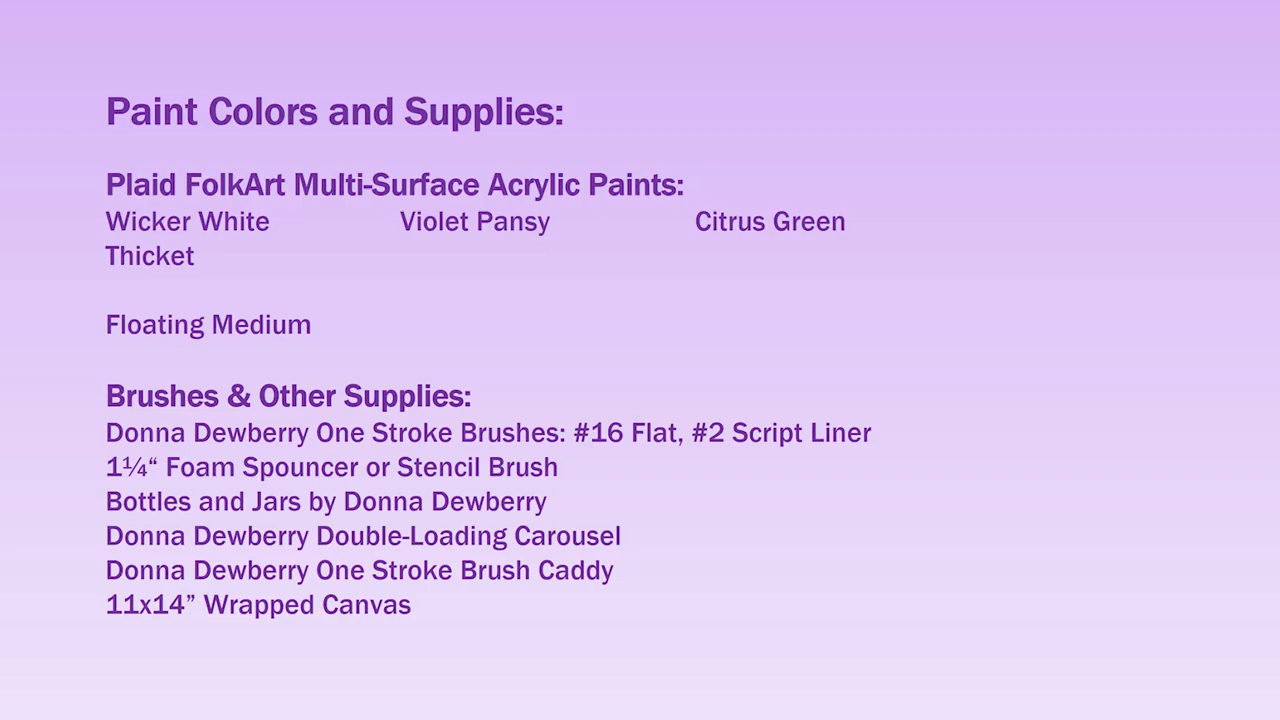 Paint Colors and Supplies:
Plaid FolkArt Multi-Surface Acrylic Paints:
Wicker White Violet Pansy Citrus Green
Thicket
Floating Medium
Brushes & Other Supplies:
Donna Dewberry One Stroke Brushes: #16 Flat, #2 Script Liner
1¼“ Foam Spouncer or Stencil Brush
Bottles and Jars by Donna Dewberry
Donna Dewberry Double-Loading Carousel
Donna Dewberry One Stroke Brush Caddy
11x14” Wrapped Canvas